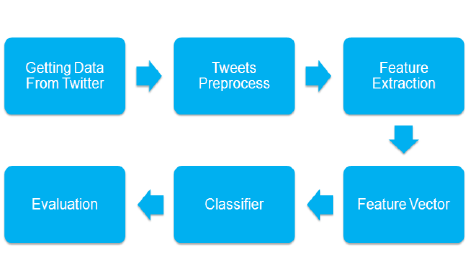 Getting Data
From Twitter
Tweets
Preprocess
Feature
Extraction
Feature Vector
Classifier
Evaluation